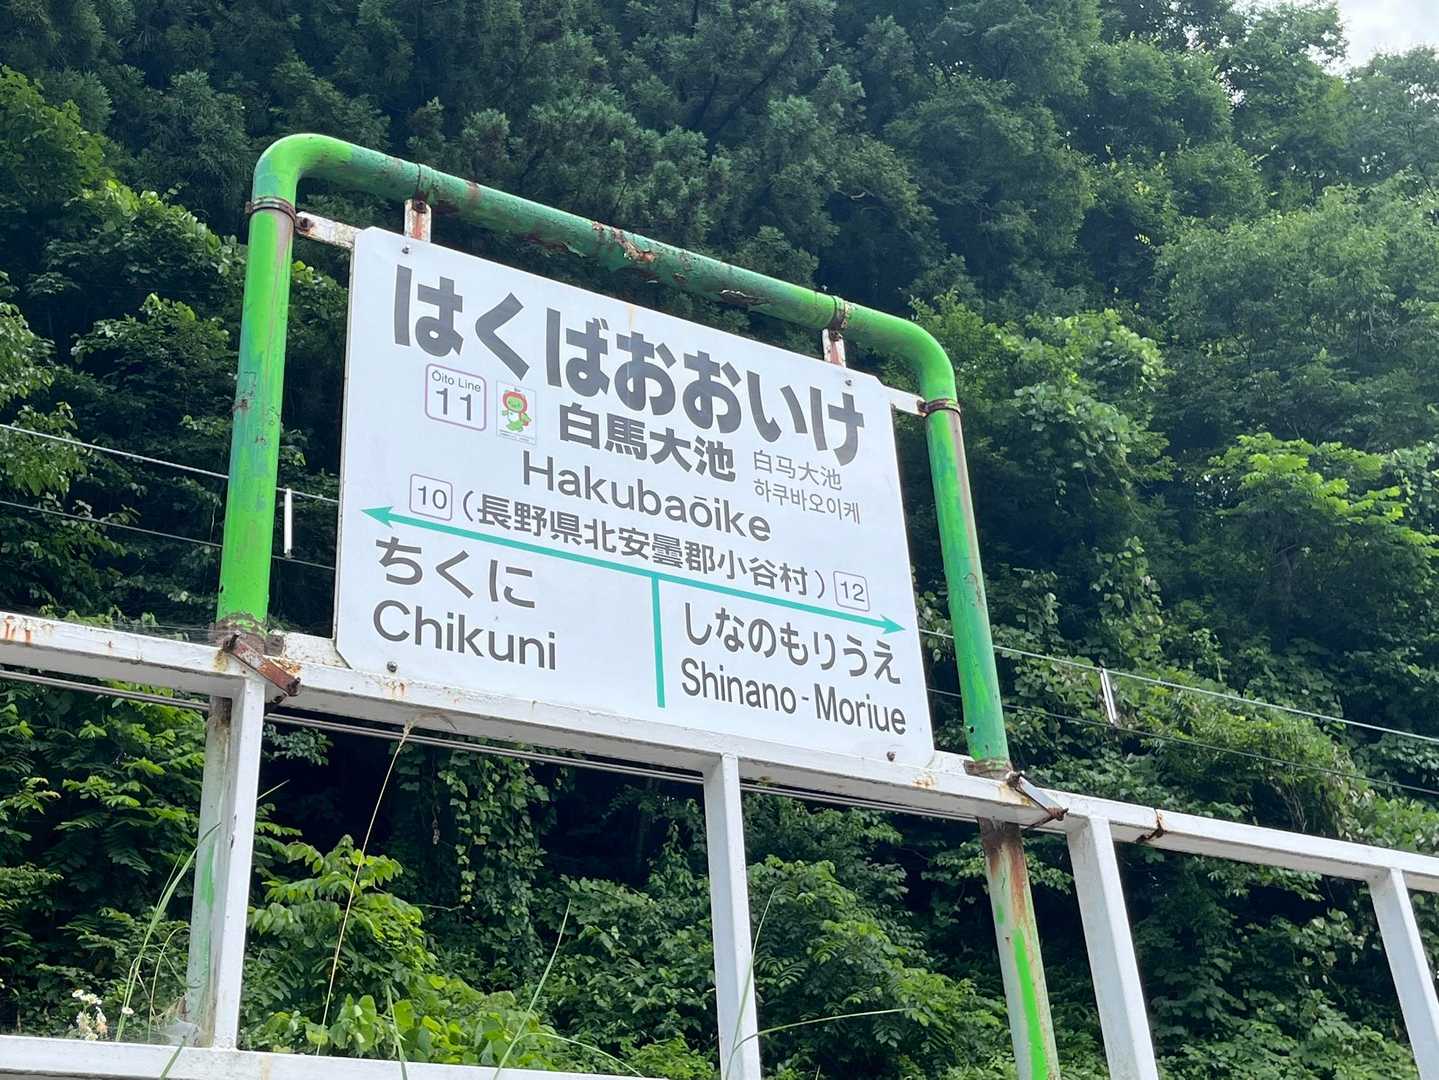 はくばおおいけ
Ōito Line
11
白馬大池
白马大池
하쿠바오이케
Hakubaōike
10
(長野県北安曇郡小谷村)
12
ちくに
Chikuni
しなのもりうえ
Shinano-Moriue